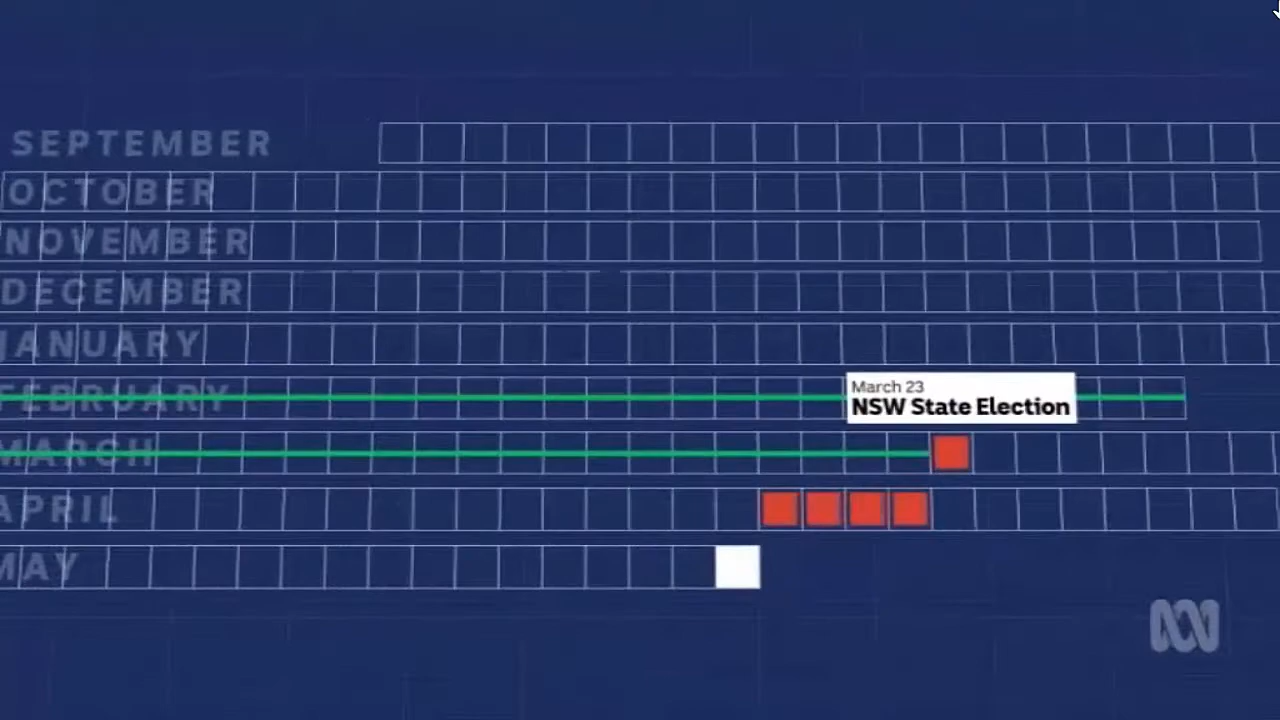 SEPTEMBER
OCTOBER
NOVEMBER
DECEMBER
JANUARY
FEBRUARY
March 23
NSW State Election
MARCH
APRIL
MAY